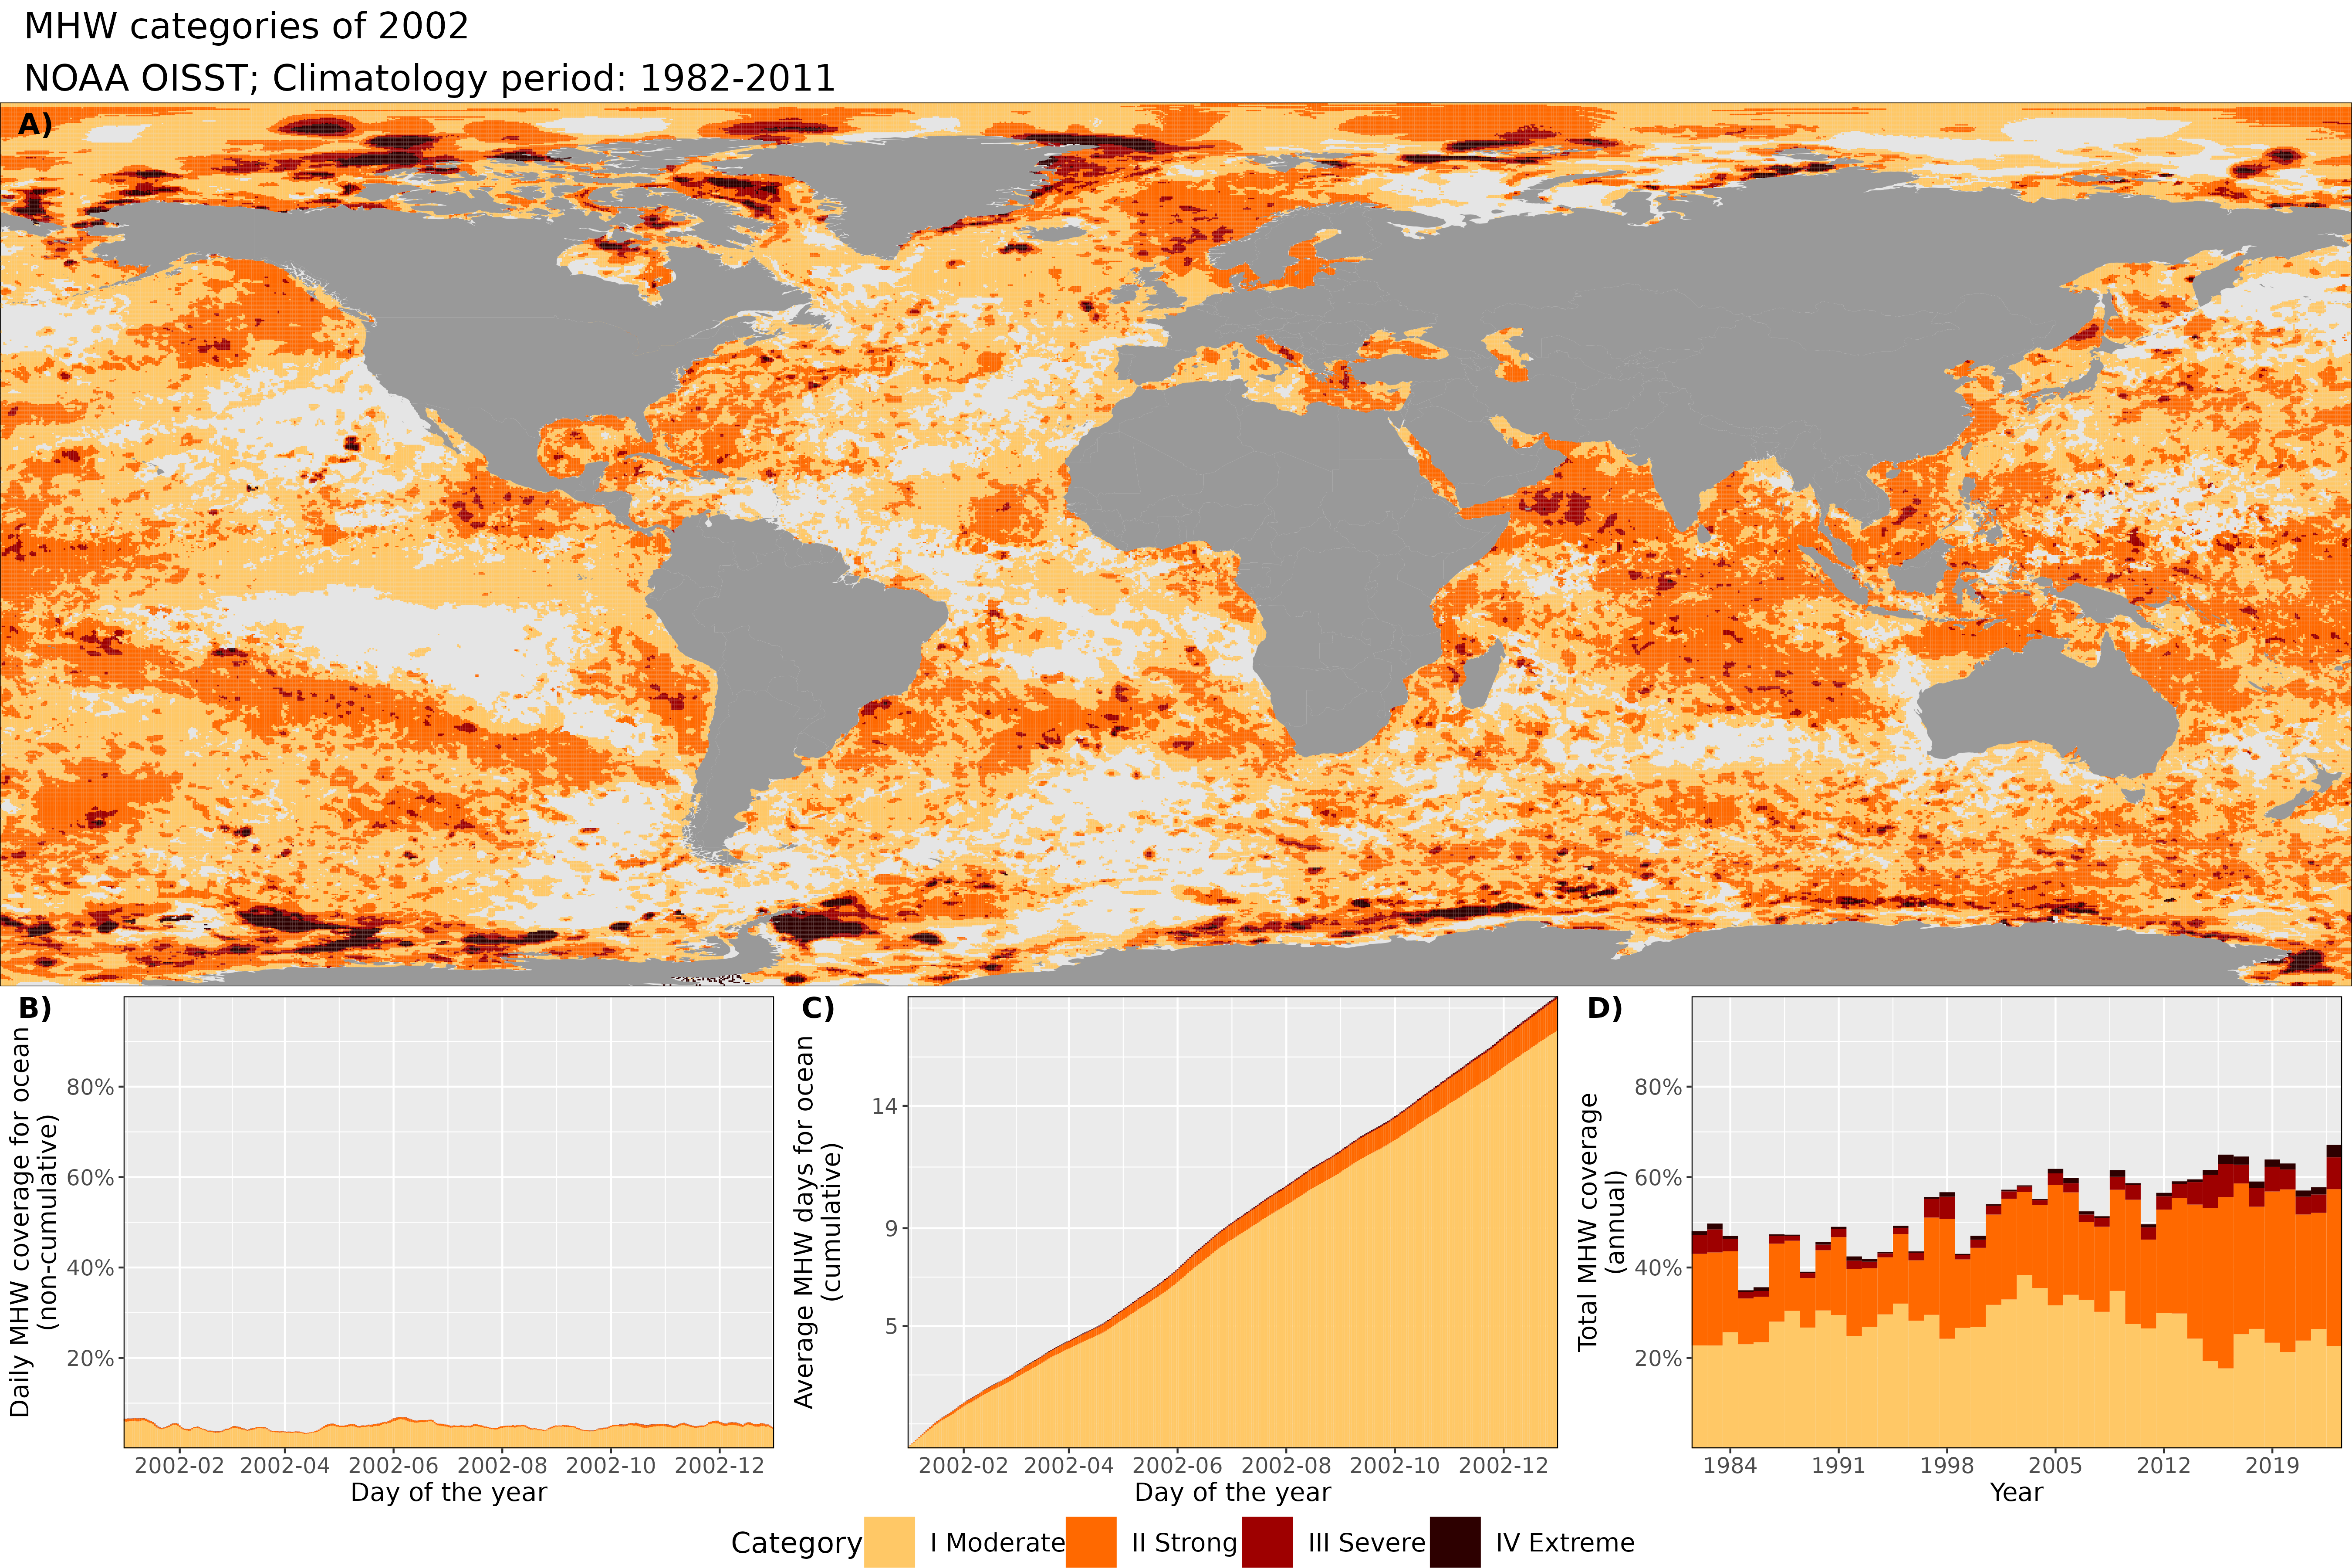 MHW categories of 2002
NOAA OISST; Climatology period: 1982-2011
A)
B)
Daily MHW coverage for ocean
(non-cumulative)
80%
60%
40%
20%
2002-02 2002-04 2002-06 2002-08 2002-10 2002-12
Day of the year
C)
Average MHW days for ocean
(cumulative)
14
9
5
2002-02 2002-04 2002-06 2002-08 2002-10 2002-12
Day of the year
D)
Total MHW coverage
(annual)
80%
60%
40%
20%
1984 1991 1998 2005 2012 2019
Year
Category I Moderate II Strong III Severe IV Extreme